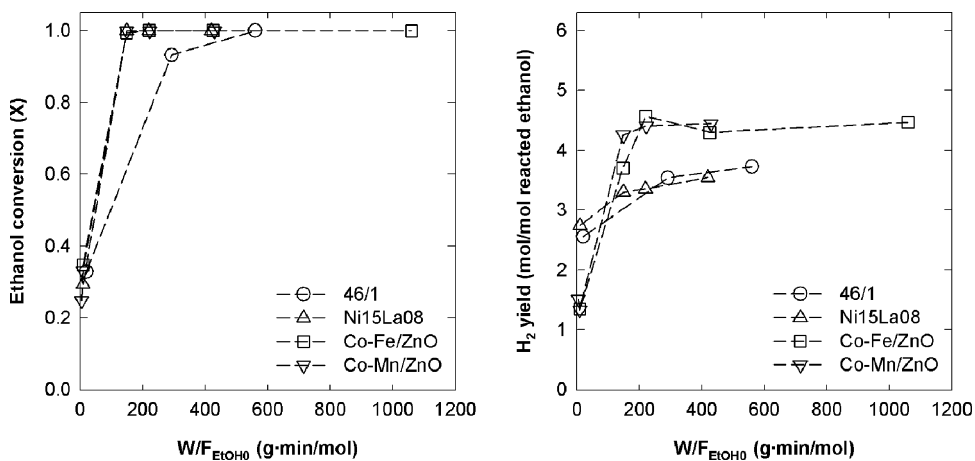 Ethanol conversion (X)
1.0
0.8
0.6
0.4
0.2
0.0
46/1
Ni15La08
Co-Fe/ZnO
Co-Mn/ZnO
0 200 400 600 800 1000 1200
W/F_EtOH0 (g·min/mol)
H₂ yield (mol/mol reacted ethanol)
6
5
4
3
2
1
0
46/1
Ni15La08
Co-Fe/ZnO
Co-Mn/ZnO
0 200 400 600 800 1000 1200
W/F_EtOH0 (g·min/mol)